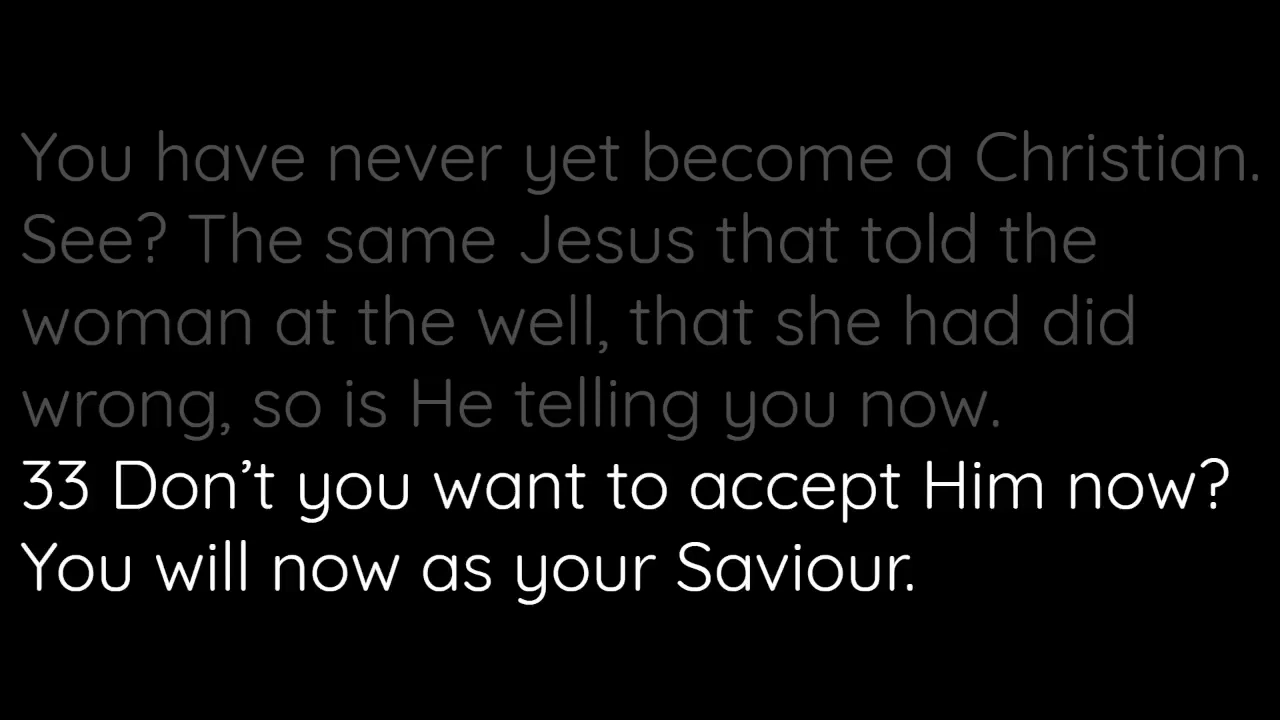 You have never yet become a Christian.
See? The same Jesus that told the
woman at the well, that she had did
wrong, so is He telling you now.
33 Don’t you want to accept Him now?
You will now as your Saviour.